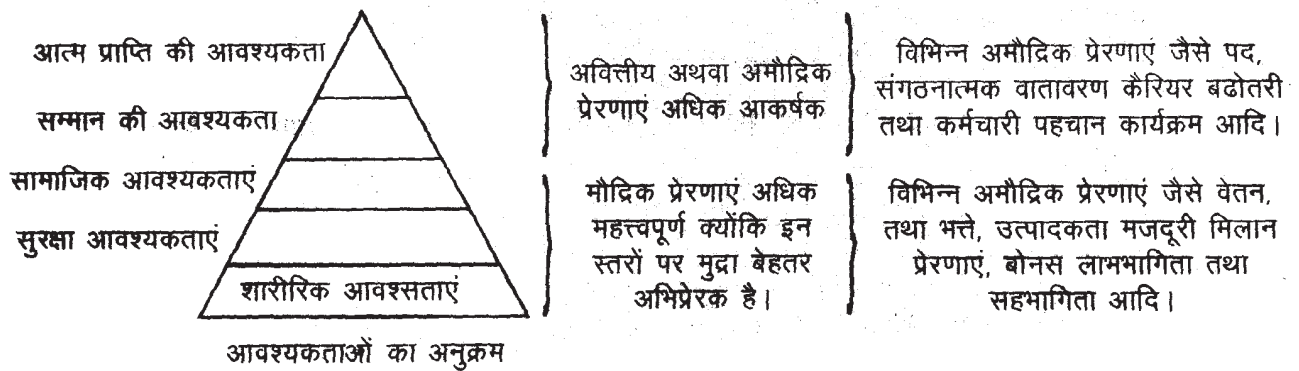 आत्म प्राप्ति की आवश्यकता
सम्मान की आवश्यकता
सामाजिक आवश्यकताएं
सुरक्षा आवश्यकताएं
शारीरिक आवश्सताएं
आवश्यकताओं का अनुक्रम
अवित्तीय अथवा अमौद्रिक
प्रेरणाएं अधिक आकर्षक
मौद्रिक प्रेरणाएं अधिक
महत्त्वपूर्ण क्योंकि इन
स्तरों पर मुद्रा बेहतर
अभिप्रेरक है।
विभिन्न अमौद्रिक प्रेरणाएं जैसे पद,
संगठनात्मक वातावरण कैरियर बढोतरी
तथा कर्मचारी पहचान कार्यक्रम आदि।
विभिन्न अमौद्रिक प्रेरणाएं जैसे वेतन,
तथा भत्ते, उत्पादकता मजदूरी मिलान
प्रेरणाएं, बोनस लाभभागिता तथा
सहभागिता आदि।